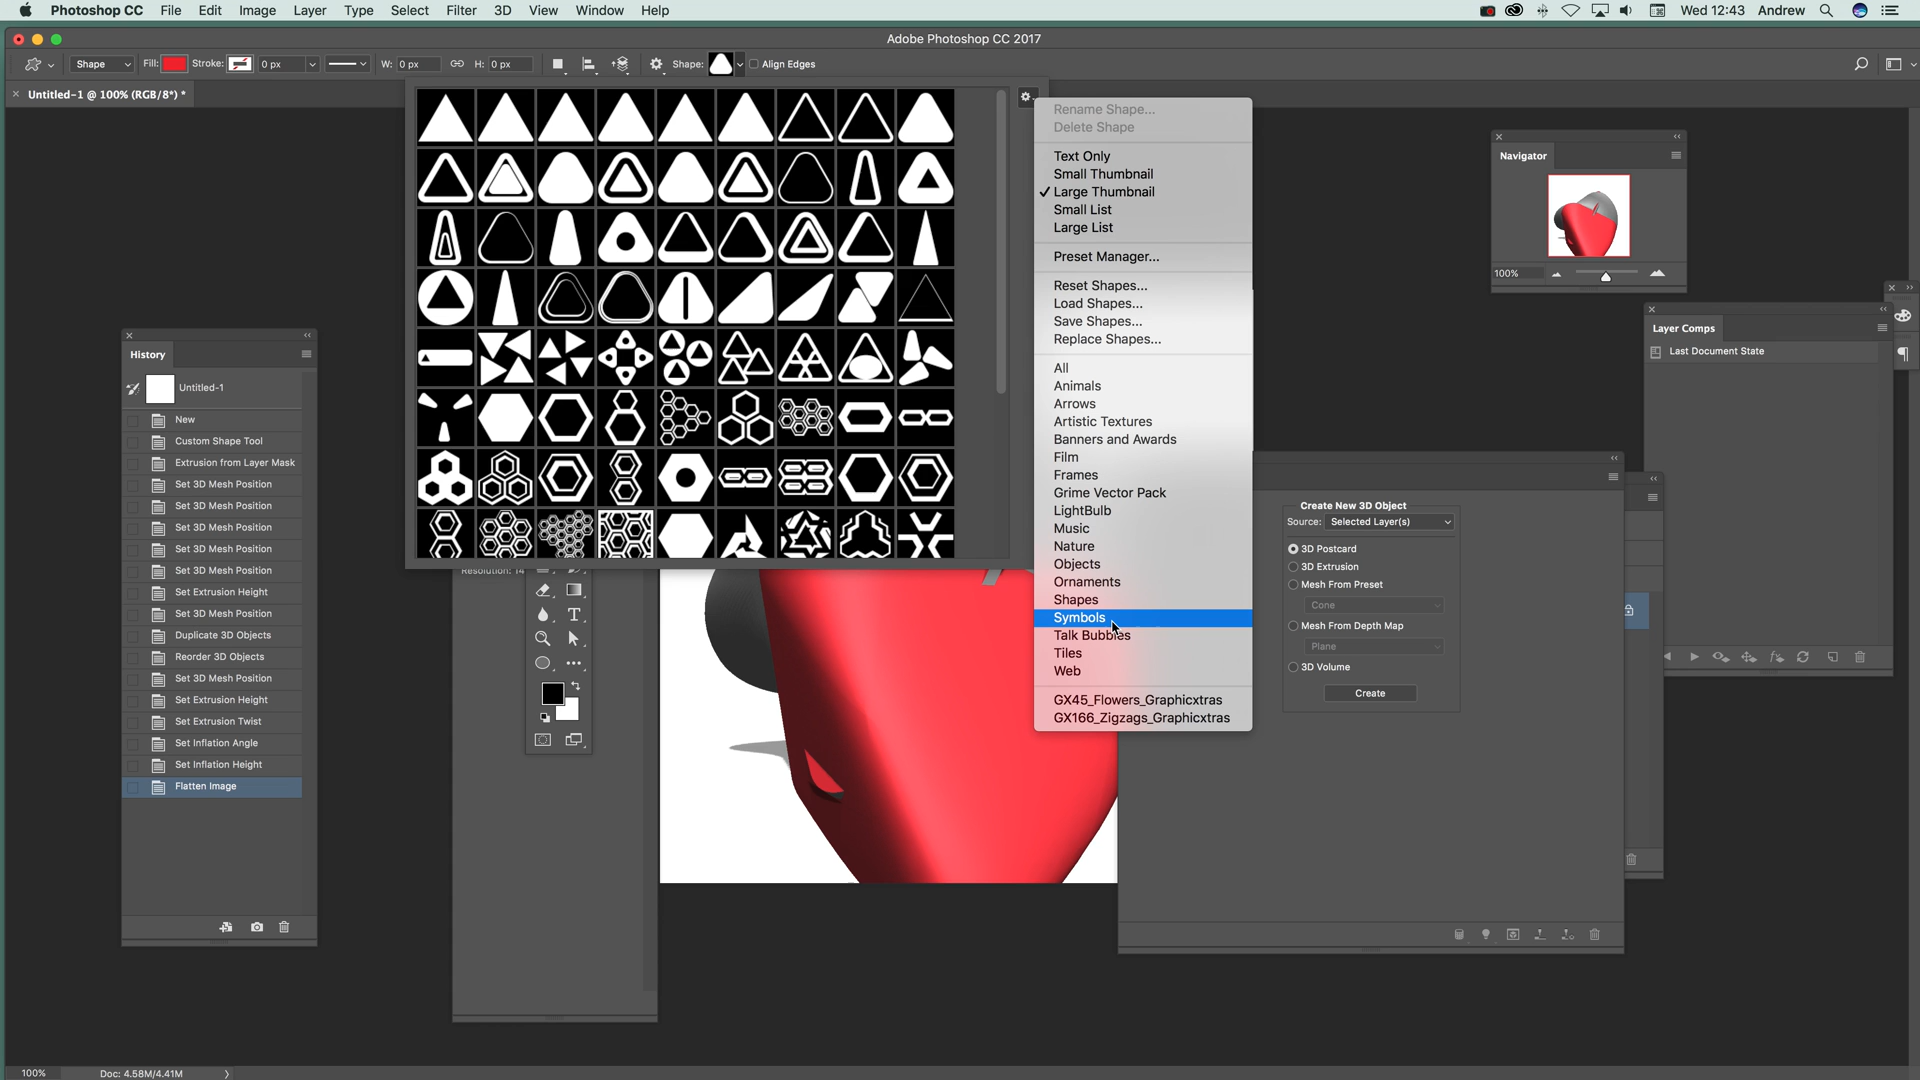 Photoshop CC File Edit Image Layer Type Select Filter 3D View Window Help Wed 12:43 Andrew
Adobe Photoshop CC 2017
Shape Fill: Stroke: 0 px W: 0 px H: 0 px Shape: Align Edges
Untitled-1 @ 100% (RGB/8*) *
Rename Shape...
Delete Shape
Text Only
Small Thumbnail
Large Thumbnail
Small List
Large List
Preset Manager...
Reset Shapes...
Load Shapes...
Save Shapes...
Replace Shapes...
All
Animals
Arrows
Artistic Textures
Banners and Awards
Film
Frames
Grime Vector Pack
LightBulb
Music
Nature
Objects
Ornaments
Shapes
Symbols
Talk Bubbles
Tiles
Web
GX45_Flowers_Graphicxtras
GX166_Zigzags_Graphicxtras
Navigator
100%
Layer Comps
Last Document State
History
Untitled-1
New
Custom Shape Tool
Extrusion from Layer Mask
Set 3D Mesh Position
Set 3D Mesh Position
Set 3D Mesh Position
Set 3D Mesh Position
Set 3D Mesh Position
Set Extrusion Height
Set 3D Mesh Position
Duplicate 3D Objects
Reorder 3D Objects
Set 3D Mesh Position
Set Extrusion Height
Set Extrusion Twist
Set Inflation Angle
Set Inflation Height
Flatten Image
Resolution: 14
Create New 3D Object
Source: Selected Layer(s)
3D Postcard
3D Extrusion
Mesh From Preset
Cone
Mesh From Depth Map
Plane
3D Volume
Create
100% Doc: 4.58M/4.41M